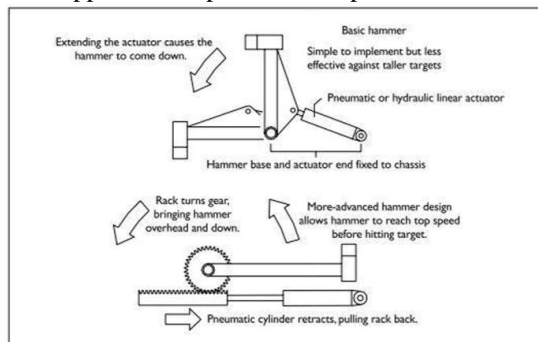 Basic hammer
Extending the actuator causes the
hammer to come down.
Simple to implement but less
effective against taller targets
Pneumatic or hydraulic linear actuator
Hammer base and actuator end fixed to chassis
Rack turns gear,
bringing hammer
overhead and down.
More-advanced hammer design
allows hammer to reach top speed
before hitting target.
Pneumatic cylinder retracts, pulling rack back.